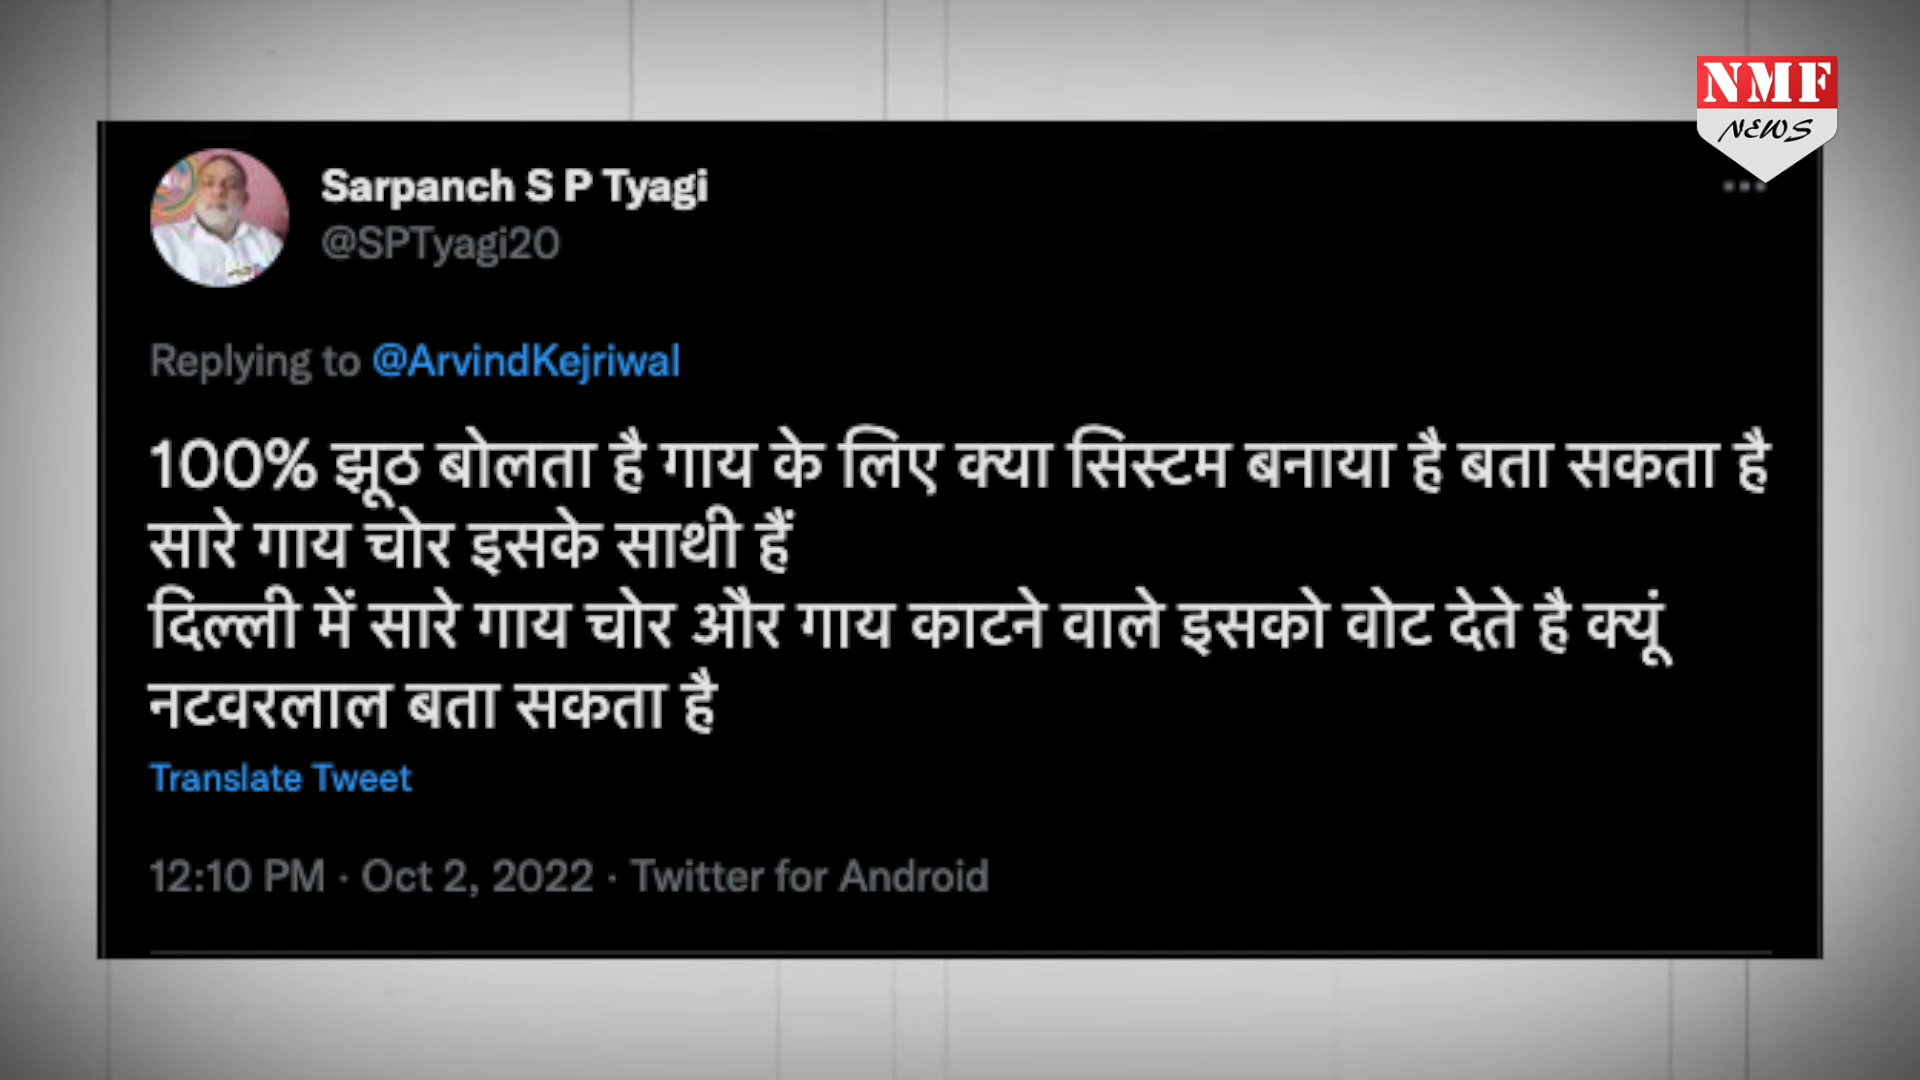 NMF
NEWS
Sarpanch S P Tyagi
@SPTyagi20
Replying to @ArvindKejriwal
100% झूठ बोलता है गाय के लिए क्या सिस्टम बनाया है बता सकता है
सारे गाय चोर इसके साथी हैं
दिल्ली में सारे गाय चोर और गाय काटने वाले इसको वोट देते है क्यूं
नटवरलाल बता सकता है
Translate Tweet
12:10 PM · Oct 2, 2022 · Twitter for Android